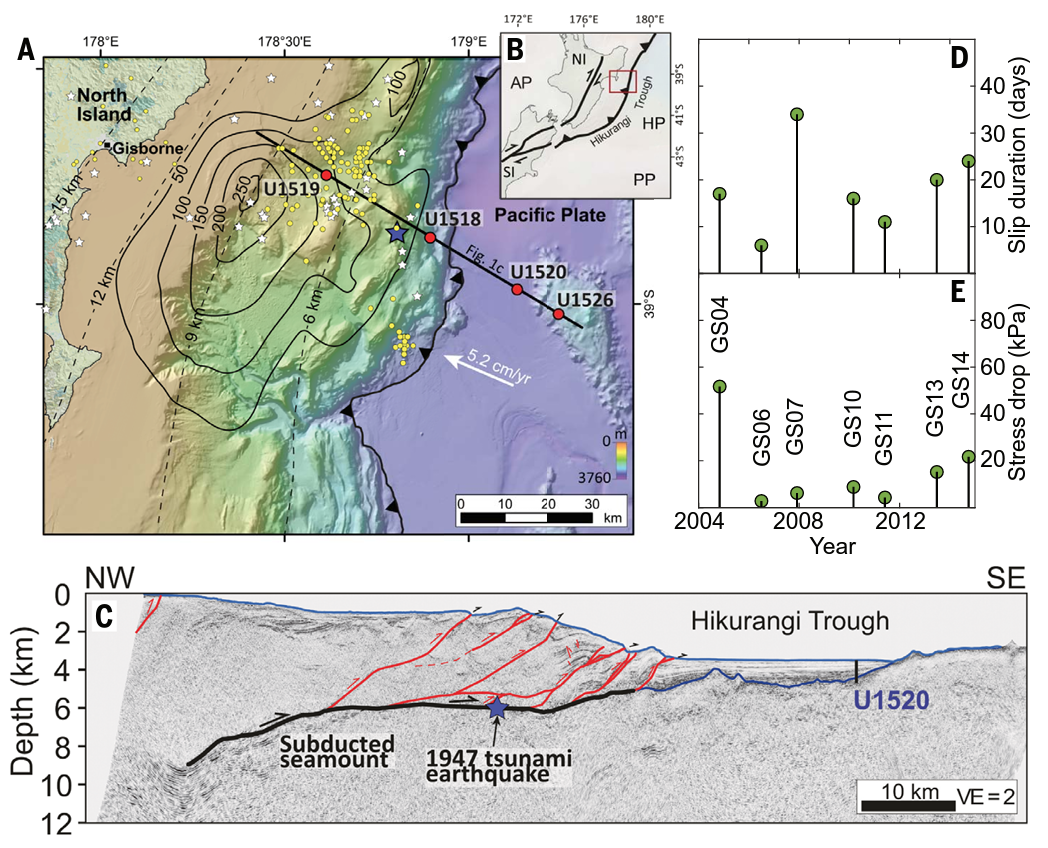 A
178°E
178°30'E
179°E
39°S
North
Island
Gisborne
15 km
12 km
9 km
6 km
50
100
150
200
250
100
U1519
U1518
Fig. 1c
U1520
U1526
Pacific Plate
5.2 cm/yr
0 m
3760
0 10 20 30
km
B
172°E
176°E
180°E
39°S
41°S
43°S
AP
NI
HP
SI
PP
Hikurangi
Trough
D
Slip duration (days)
40
30
20
10
E
Stress drop (kPa)
80
60
40
20
GS04
GS06
GS07
GS10
GS11
GS13
GS14
2004
2008
2012
Year
NW
SE
C
Depth (km)
0
2
4
6
8
10
12
Hikurangi Trough
U1520
Subducted
seamount
1947 tsunami
earthquake
10 km
VE = 2